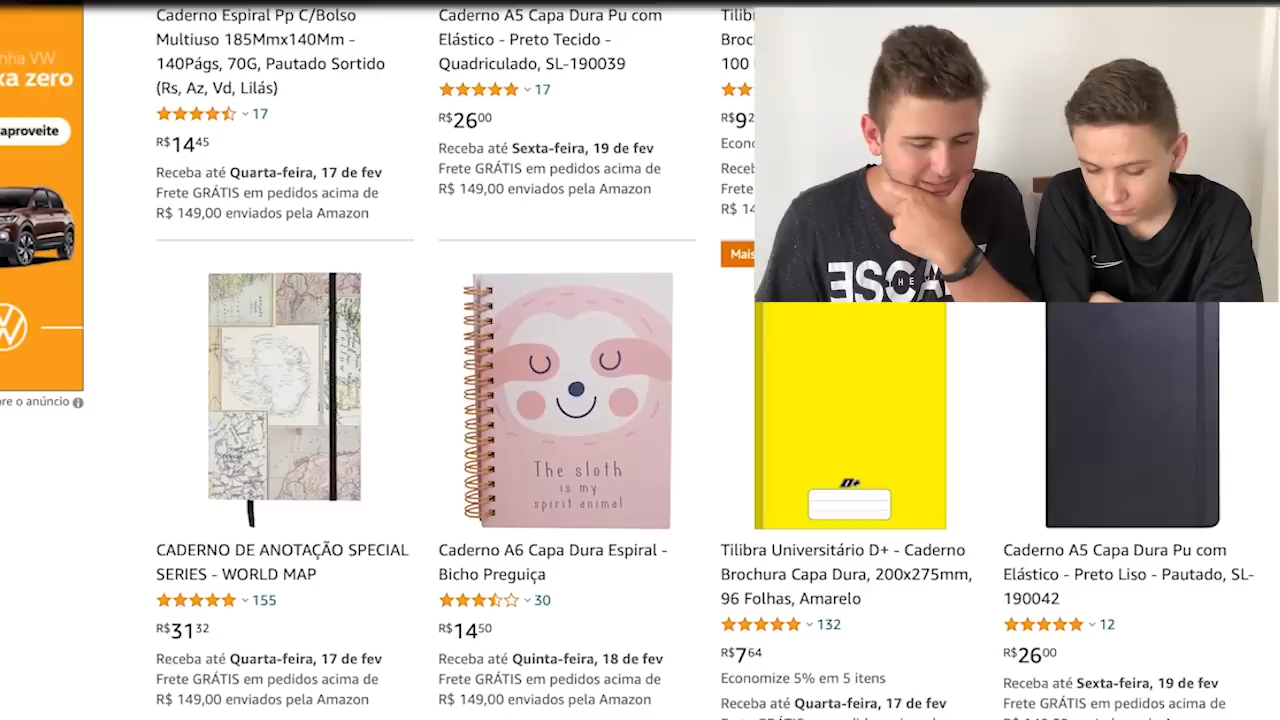 nha VW
xa zero
aproveite
re o anúncio
Caderno Espiral Pp C/Bolso
Multiuso 185Mmx140Mm -
140Págs, 70G, Pautado Sortido
(Rs, Az, Vd, Lilás)
17
R$14 45
Receba até Quarta-feira, 17 de fev
Frete GRÁTIS em pedidos acima de
R$ 149,00 enviados pela Amazon
Caderno A5 Capa Dura Pu com
Elástico - Preto Tecido -
Quadriculado, SL-190039
17
R$26 00
Receba até Sexta-feira, 19 de fev
Frete GRÁTIS em pedidos acima de
R$ 149,00 enviados pela Amazon
Tilib
Broc
100
R$9 2
Econ
Receb
Frete
R$ 14
Mais
ESCA
THE
The sloth
is my
spirit animal
D+
CADERNO DE ANOTAÇÃO SPECIAL
SERIES - WORLD MAP
155
R$31 32
Receba até Quarta-feira, 17 de fev
Frete GRÁTIS em pedidos acima de
R$ 149,00 enviados pela Amazon
Caderno A6 Capa Dura Espiral -
Bicho Preguiça
30
R$14 50
Receba até Quinta-feira, 18 de fev
Frete GRÁTIS em pedidos acima de
R$ 149,00 enviados pela Amazon
Tilibra Universitário D+ - Caderno
Brochura Capa Dura, 200x275mm,
96 Folhas, Amarelo
132
R$7 64
Economize 5% em 5 itens
Receba até Quarta-feira, 17 de fev
Caderno A5 Capa Dura Pu com
Elástico - Preto Liso - Pautado, SL-
190042
12
R$26 00
Receba até Sexta-feira, 19 de fev
Frete GRÁTIS em pedidos acima de